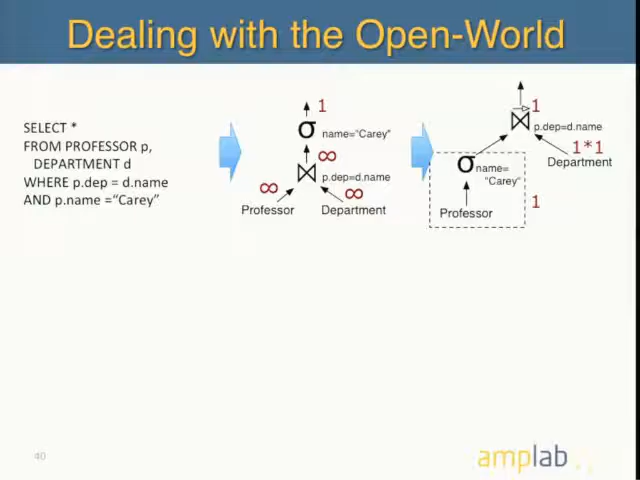 Dealing with the Open-World
SELECT *
FROM PROFESSOR p,
DEPARTMENT d
WHERE p.dep = d.name
AND p.name =“Carey”
1
σ name=“Carey”
∞
⋈ p.dep=d.name
∞ ∞
Professor Department
1
⋈ p.dep=d.name
1*1
Department
σ name=
“Carey”
1
Professor
40
amplab